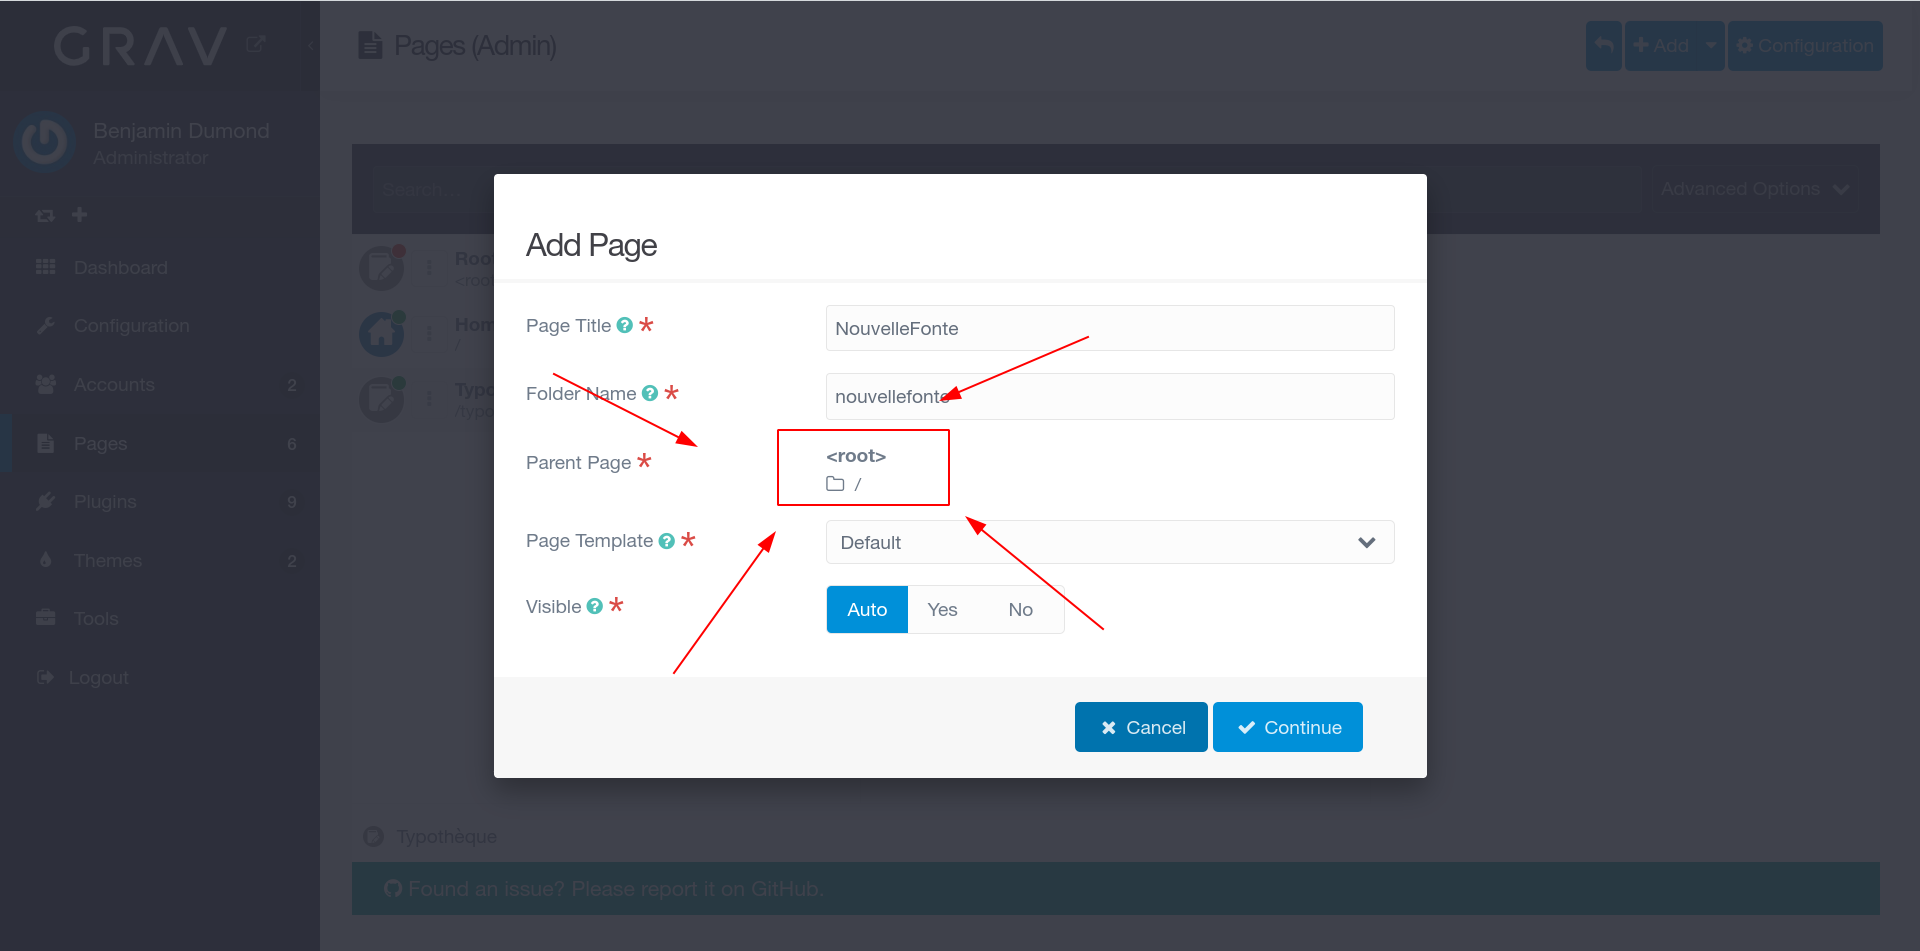 GRAV
Pages (Admin)
Add
Configuration
Benjamin Dumond
Administrator
Search...
Advanced Options
Dashboard
Configuration
Accounts 2
Pages 6
Plugins 9
Themes 2
Tools
Logout
Roo
<roo
Hom
/
Typo
/typo
Add Page
Page Title ? *
NouvelleFonte
Folder Name ? *
nouvellefonte
Parent Page *
<root>
/
Page Template ? *
Default
Visible ? *
Auto Yes No
Cancel Continue
Typothèque
Found an issue? Please report it on GitHub.